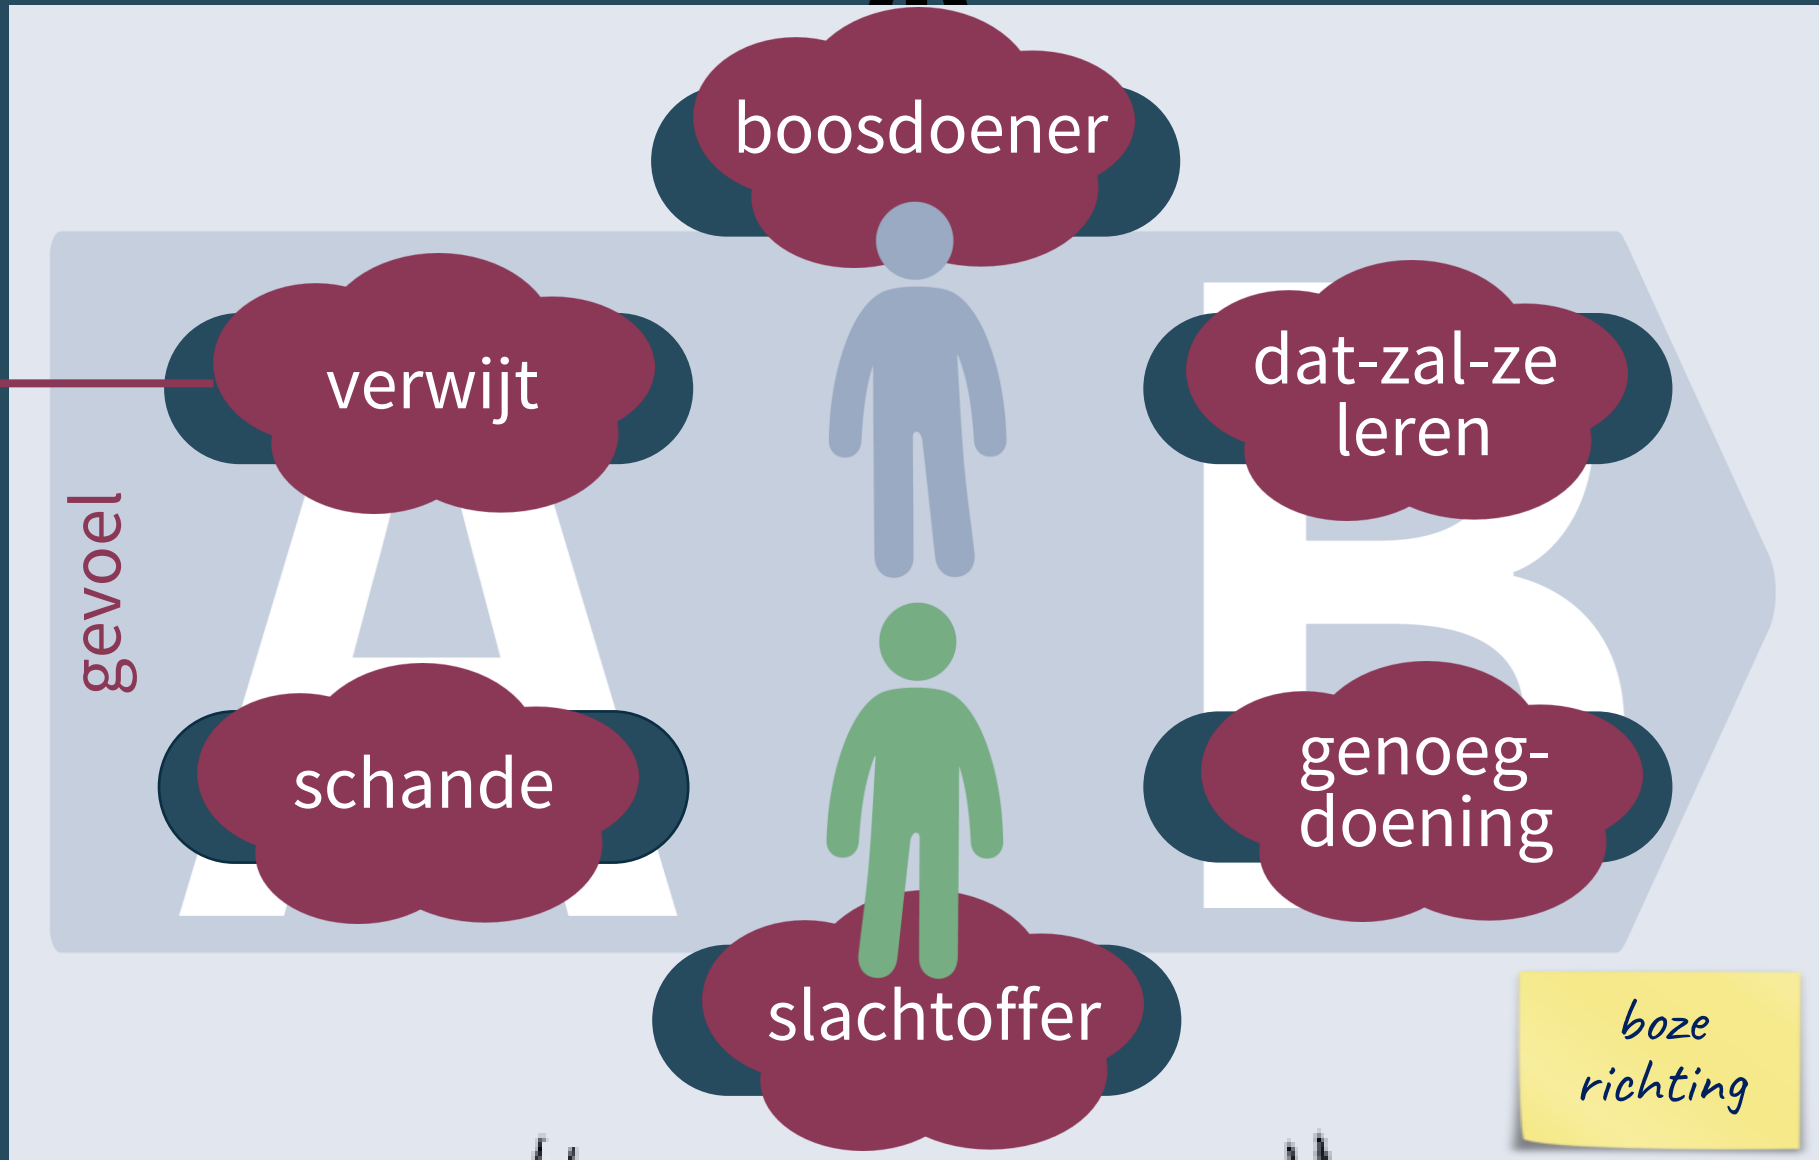 boosdoener
verwijt
dat-zal-ze
leren
gevoel
A
B
schande
genoeg-
doening
slachtoffer
boze
richting